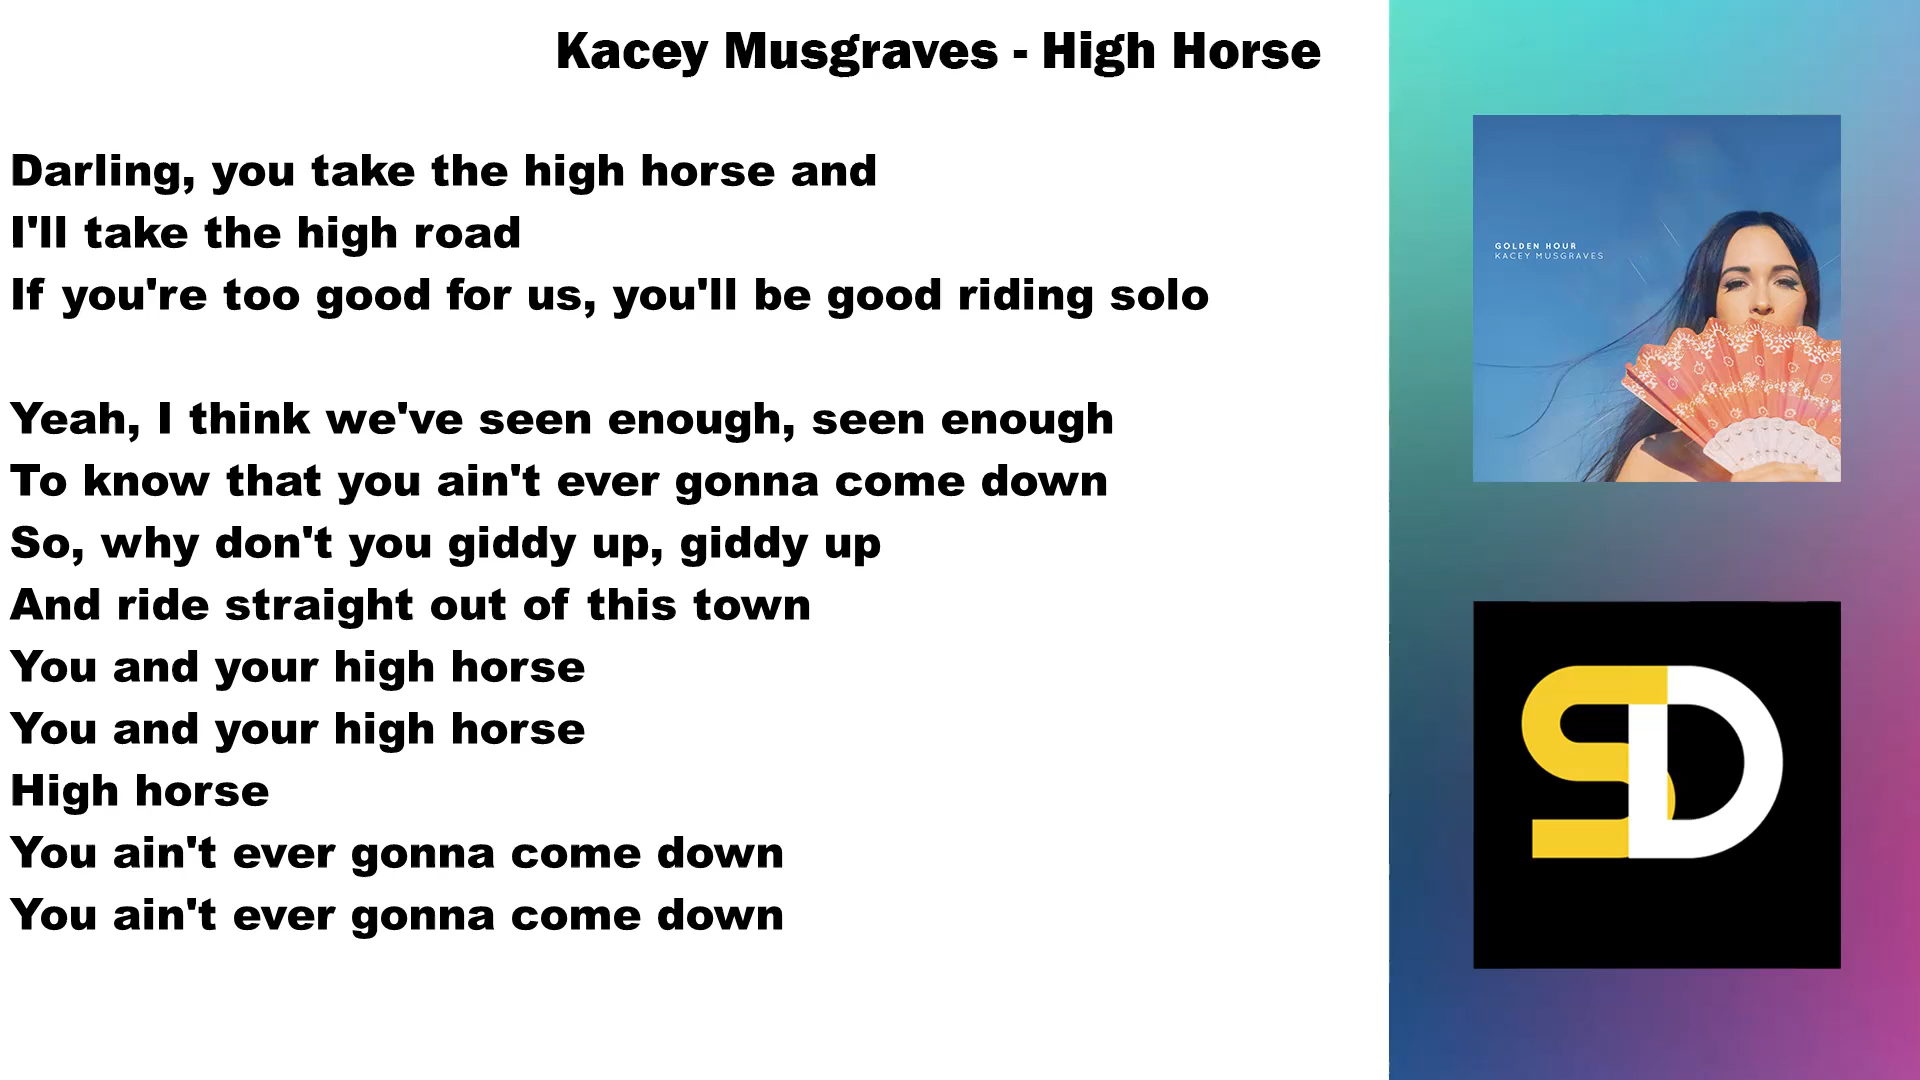 Kacey Musgraves - High Horse
Darling, you take the high horse and
I'll take the high road
If you're too good for us, you'll be good riding solo
Yeah, I think we've seen enough, seen enough
To know that you ain't ever gonna come down
So, why don't you giddy up, giddy up
And ride straight out of this town
You and your high horse
You and your high horse
High horse
You ain't ever gonna come down
You ain't ever gonna come down
GOLDEN HOUR
KACEY MUSGRAVES
SD